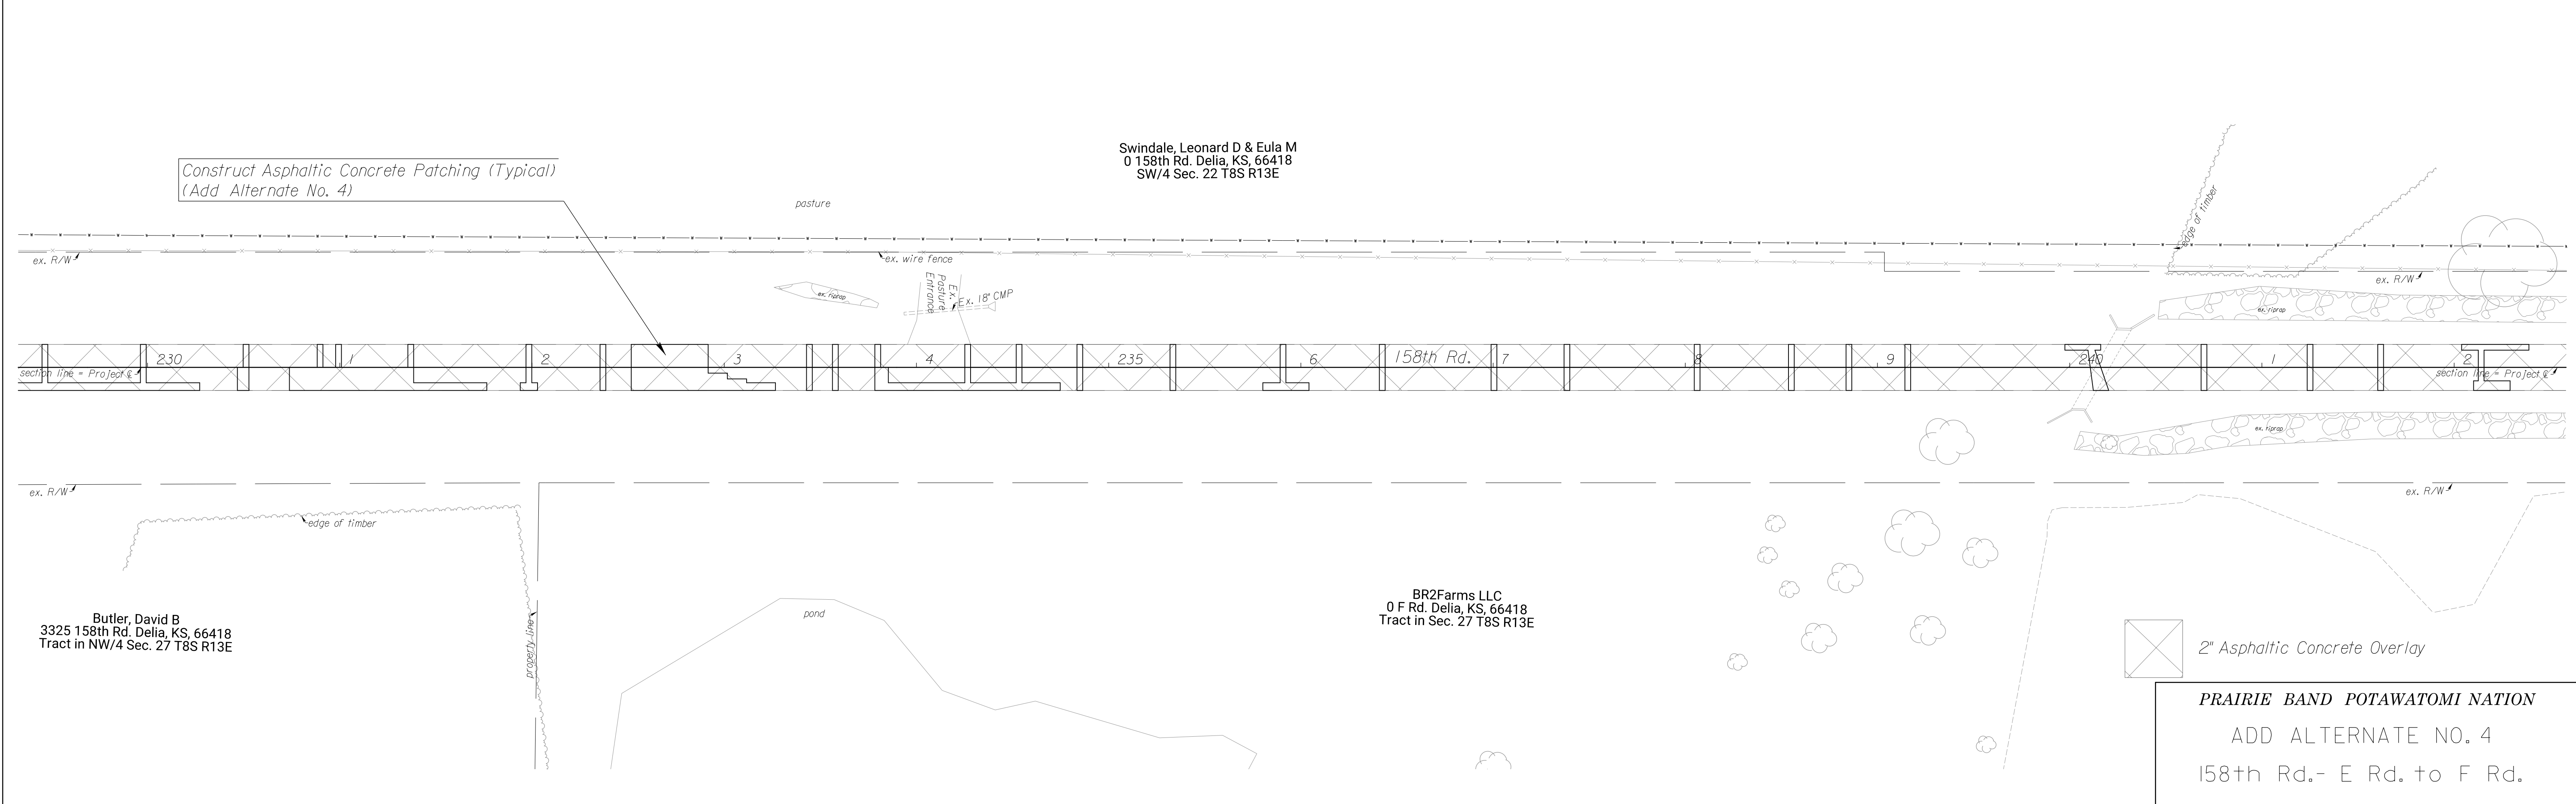 Swindale, Leonard D & Eula M
0 158th Rd. Delia, KS, 66418
SW/4 Sec. 22 T8S R13E
Construct Asphaltic Concrete Patching (Typical)
(Add Alternate No. 4)
pasture
edge of timber
ex. R/W
ex. wire fence
ex. R/W
ex. riprap
Ex.
Pasture
Entrance
Ex. 18" CMP
ex. riprap
230
1
2
3
4
235
6
158th Rd.
7
8
9
240
1
2
section line = Project ℄
section line = Project ℄
ex. riprap
ex. R/W
ex. R/W
edge of timber
property line
pond
Butler, David B
3325 158th Rd. Delia, KS, 66418
Tract in NW/4 Sec. 27 T8S R13E
BR2Farms LLC
0 F Rd. Delia, KS, 66418
Tract in Sec. 27 T8S R13E
2" Asphaltic Concrete Overlay
PRAIRIE BAND POTAWATOMI NATION
ADD ALTERNATE NO. 4
158th Rd.- E Rd. to F Rd.